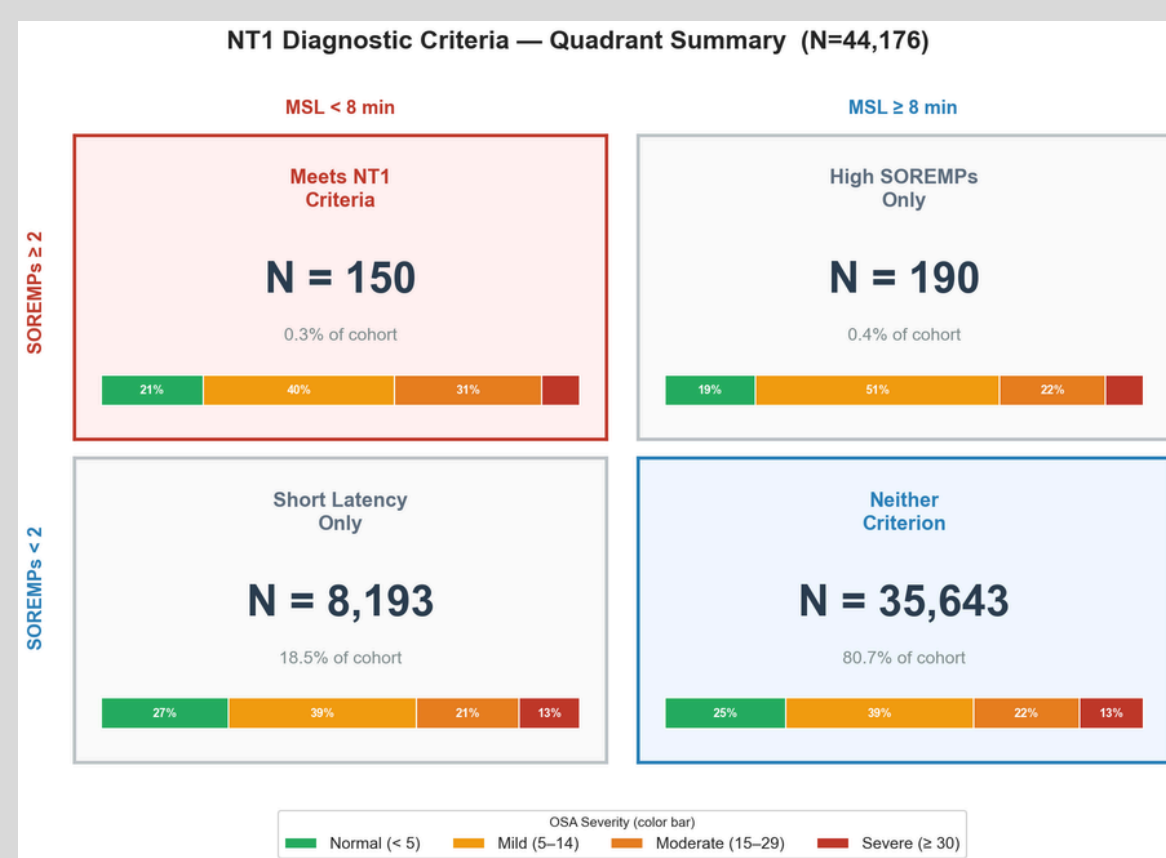 NT1 Diagnostic Criteria — Quadrant Summary (N=44,176)
MSL < 8 min
MSL ≥ 8 min
SOREMPs ≥ 2
Meets NT1
Criteria
N = 150
0.3% of cohort
21% 40% 31%
High SOREMPs
Only
N = 190
0.4% of cohort
19% 51% 22%
SOREMPs < 2
Short Latency
Only
N = 8,193
18.5% of cohort
27% 39% 21% 13%
Neither
Criterion
N = 35,643
80.7% of cohort
25% 39% 22% 13%
OSA Severity (color bar)
Normal (< 5) Mild (5–14) Moderate (15–29) Severe (≥ 30)